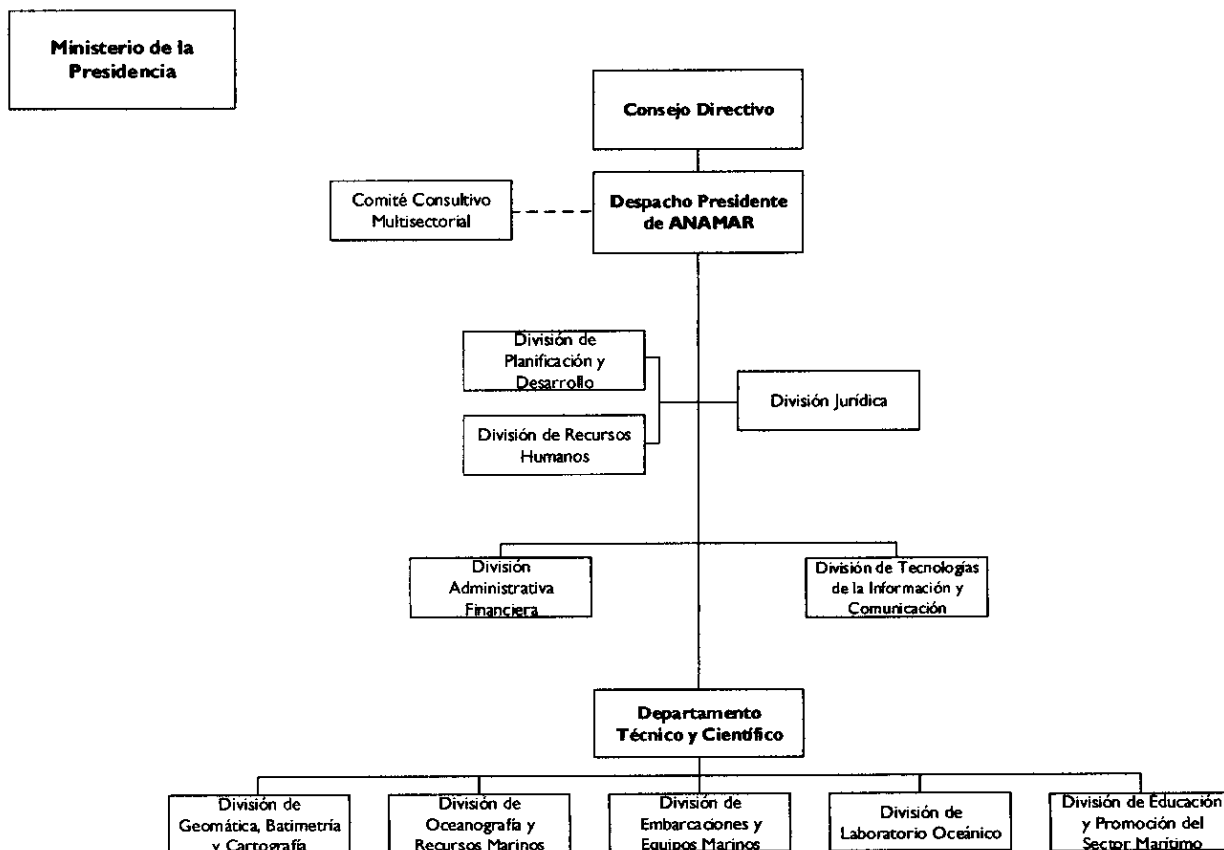 Ministerio de la
Presidencia
Consejo Directivo
Comité Consultivo
Multisectorial
Despacho Presidente
de ANAMAR
División de
Planificación y
Desarrollo
División Jurídica
División de Recursos
Humanos
División
Administrativa
Financiera
División de Tecnologías
de la Información y
Comunicación
Departamento
Técnico y Científico
División de
Geomática, Batimetría
y Cartografía
División de
Oceanografía y
Recursos Marinos
División de
Embarcaciones y
Equipos Marinos
División de
Laboratorio Oceánico
División de Educación
y Promoción del
Sector Marítimo